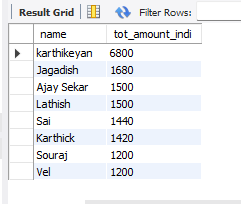 Result Grid Filter Rows:
name tot_amount_indi
karthikeyan 6800
Jagadish 1680
Ajay Sekar 1500
Lathish 1500
Sai 1440
Karthick 1420
Souraj 1200
Vel 1200